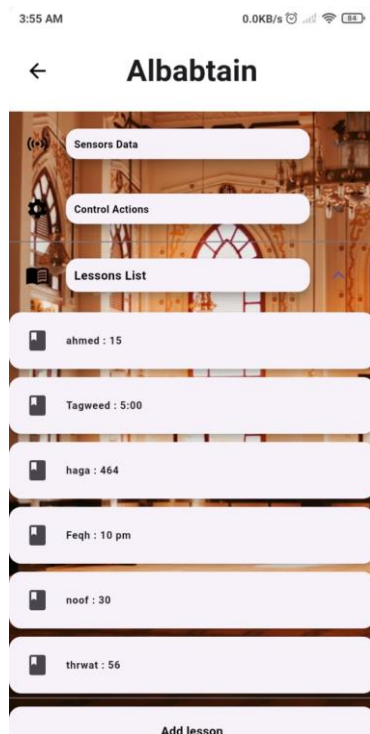 3:55 AM 0.0KB/s 84
Albabtain
Sensors Data
Control Actions
Lessons List
ahmed : 15
Tagweed : 5:00
haga : 464
Feqh : 10 pm
noof : 30
thrwat : 56
Add lesson